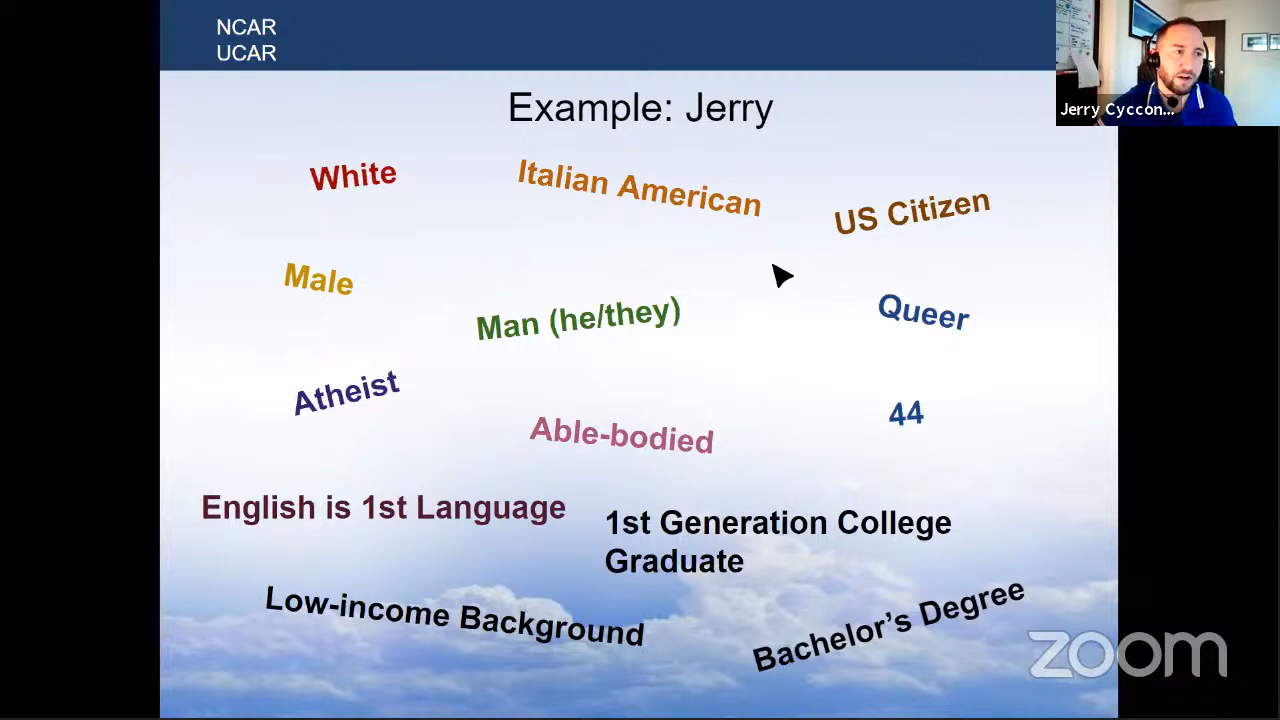 NCAR
UCAR
Example: Jerry
Jerry Cyccon...
White
Italian American
US Citizen
Male
Man (he/they)
Queer
Atheist
Able-bodied
44
English is 1st Language
1st Generation College
Graduate
Low-income Background
Bachelor’s Degree
zoom